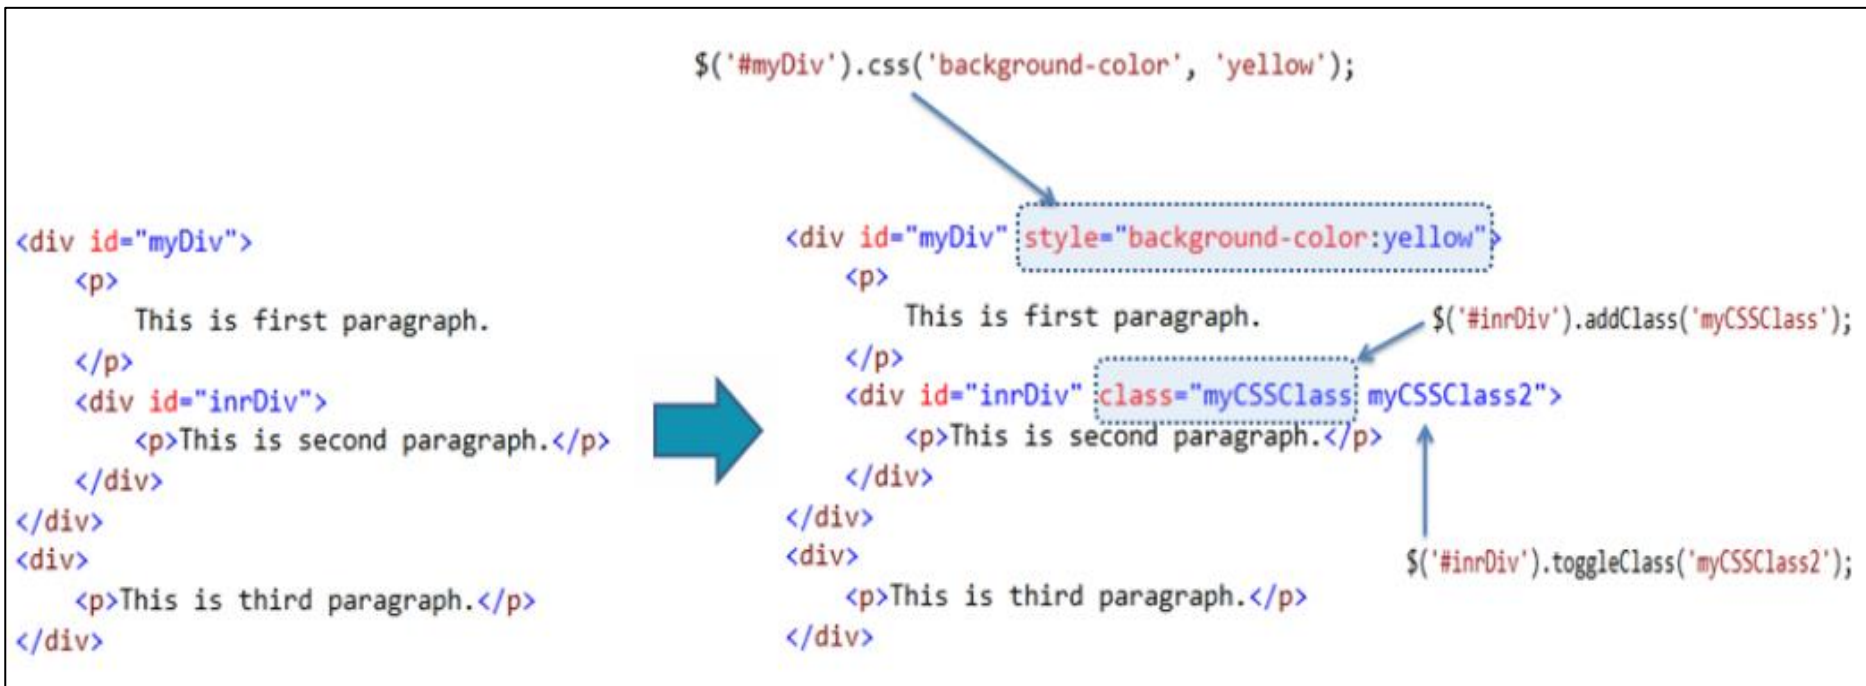 $('#myDiv').css('background-color', 'yellow');
<div id="myDiv">
<p>
This is first paragraph.
</p>
<div id="inrDiv">
<p>This is second paragraph.</p>
</div>
</div>
<div>
<p>This is third paragraph.</p>
</div>
<div id="myDiv" style="background-color:yellow">
<p>
This is first paragraph.
$('#inrDiv').addClass('myCSSClass');
</p>
<div id="inrDiv" class="myCSSClass myCSSClass2">
<p>This is second paragraph.</p>
</div>
</div>
<div>
$('#inrDiv').toggleClass('myCSSClass2');
<p>This is third paragraph.</p>
</div>